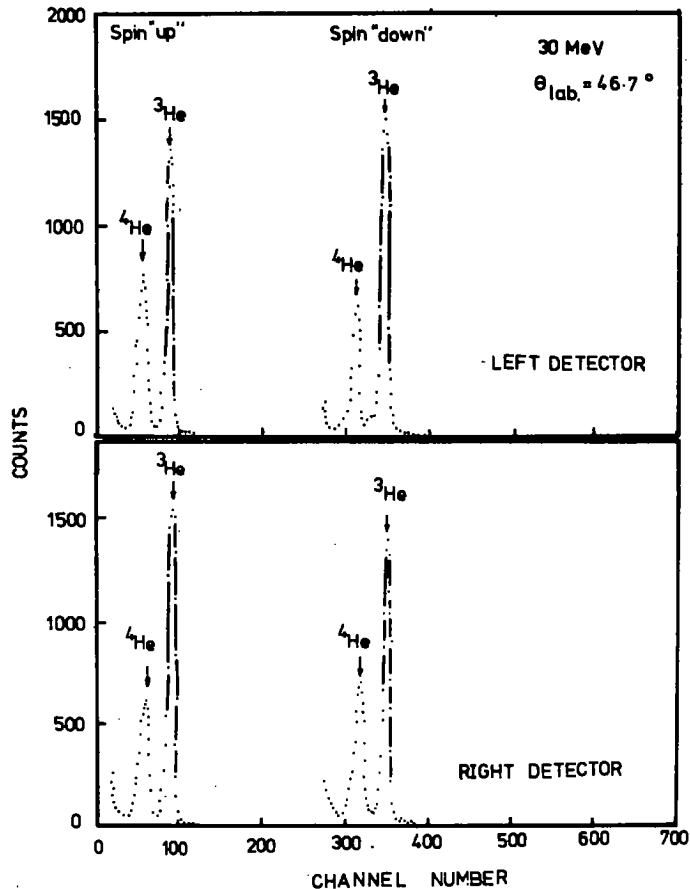 2000
Spin "up"
Spin "down"
30 MeV
θlab. = 46·7°
³He
³He
1500
⁴He
⁴He
1000
500
- LEFT DETECTOR
0
COUNTS
³He
³He
1500
⁴He
⁴He
1000
500
RIGHT DETECTOR
0
0 100 200 300 400 500 600 700
CHANNEL NUMBER